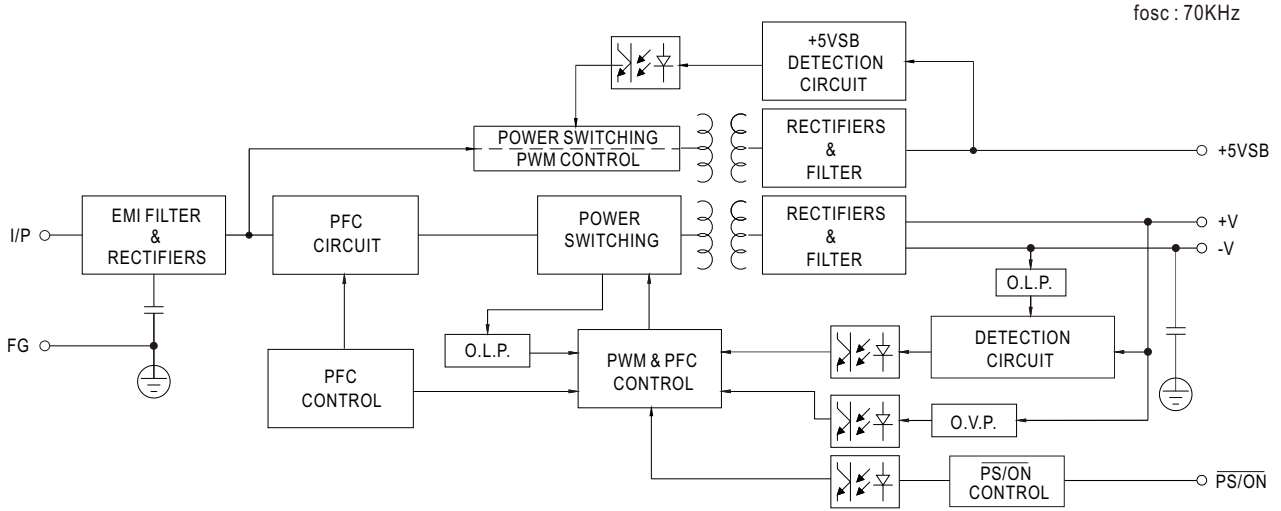 fosc : 70KHz
+5VSB
DETECTION
CIRCUIT
POWER SWITCHING
PWM CONTROL
RECTIFIERS
&
FILTER
+5VSB
I/P
EMI FILTER
&
RECTIFIERS
PFC
CIRCUIT
POWER
SWITCHING
RECTIFIERS
&
FILTER
+V
-V
O.L.P.
FG
O.L.P.
DETECTION
CIRCUIT
PFC
CONTROL
PWM & PFC
CONTROL
O.V.P.
PS/ON
CONTROL
PS/ON